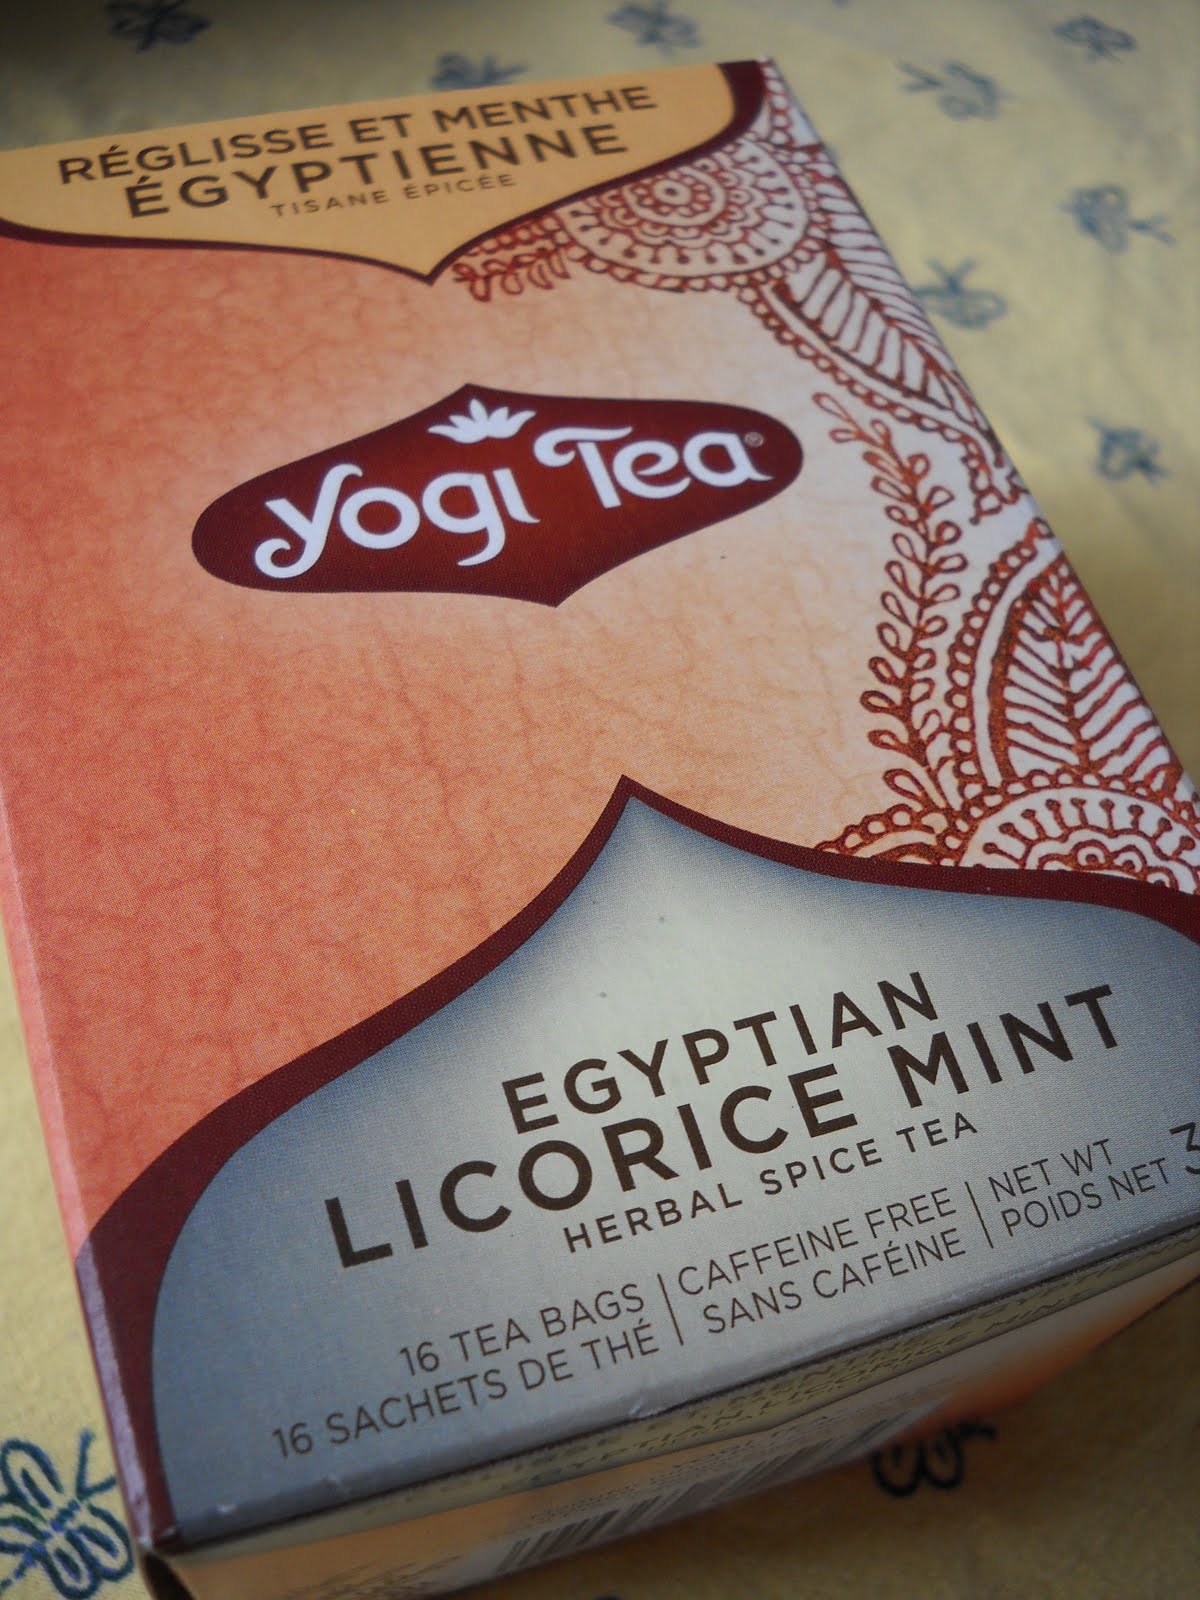 RÉGLISSE ET MENTHE
ÉGYPTIENNE
TISANE ÉPICÉE
yogi Tea®
EGYPTIAN
LICORICE MINT
HERBAL SPICE TEA
16 TEA BAGS | CAFFEINE FREE | NET WT
16 SACHETS DE THÉ | SANS CAFÉINE | POIDS NET 3